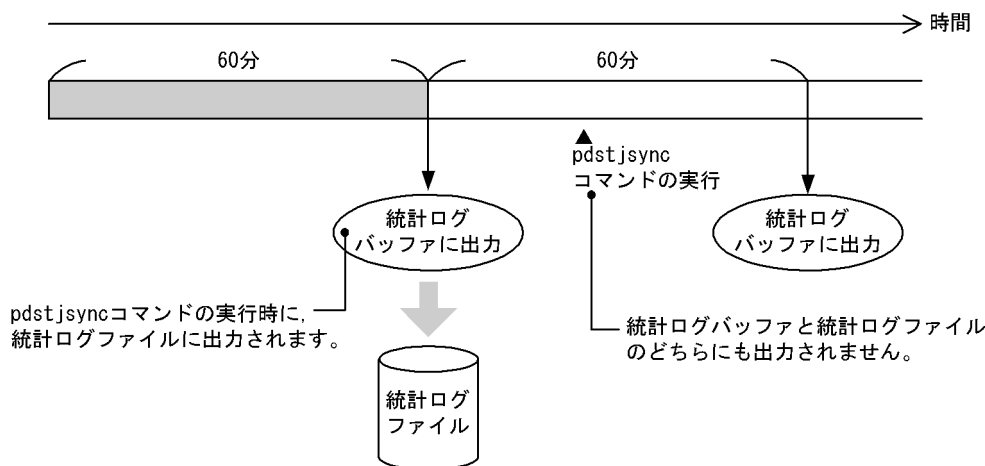 時間
60分
60分
pdstjsync
コマンドの実行
統計ログ
バッファに出力
統計ログ
バッファに出力
pdstjsyncコマンドの実行時に,
統計ログファイルに出力されます。
統計ログバッファと統計ログファイル
のどちらにも出力されません。
統計ログ
ファイル